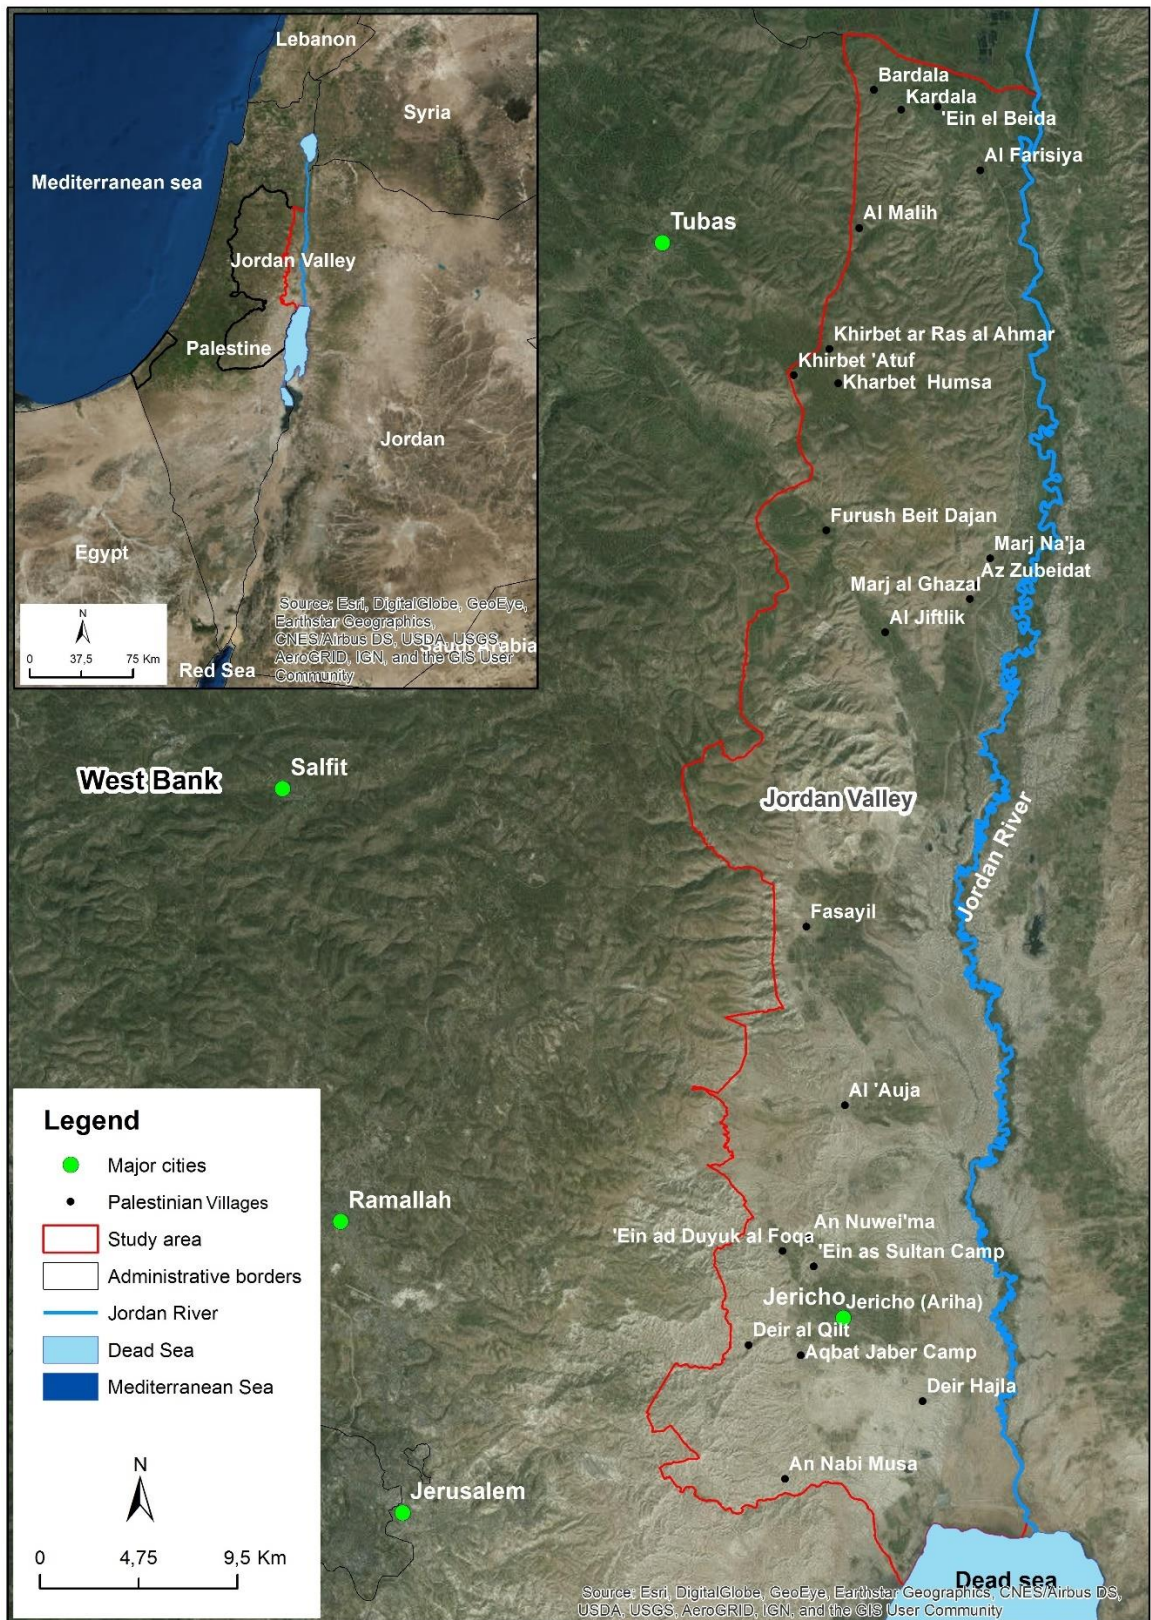 Lebanon
Syria
Mediterranean sea
Jordan Valley
Palestine
Jordan
Egypt
Saudi Arabia
Red Sea
N
0 37,5 75 Km
Source: Esri, DigitalGlobe, GeoEye,
Earthstar Geographics,
CNES/Airbus DS, USDA, USGS,
AeroGRID, IGN, and the GIS User
Community
Bardala
Kardala
'Ein el Beida
Al Farisiya
Al Malih
Tubas
Khirbet ar Ras al Ahmar
Khirbet 'Atuf
Kharbet Humsa
Furush Beit Dajan
Marj Na'ja
Az Zubeidat
Marj al Ghazal
Al Jiftlik
West Bank
Salfit
Jordan Valley
Jordan River
Fasayil
Al 'Auja
Ramallah
An Nuwei'ma
'Ein ad Duyuk al Foqa
'Ein as Sultan Camp
Jericho
Jericho (Ariha)
Deir al Qilt
Aqbat Jaber Camp
Deir Hajla
An Nabi Musa
Jerusalem
Dead sea
Legend
Major cities
Palestinian Villages
Study area
Administrative borders
Jordan River
Dead Sea
Mediterranean Sea
N
0 4,75 9,5 Km
Source: Esri, DigitalGlobe, GeoEye, Earthstar Geographics, CNES/Airbus DS,
USDA, USGS, AeroGRID, IGN, and the GIS User Community